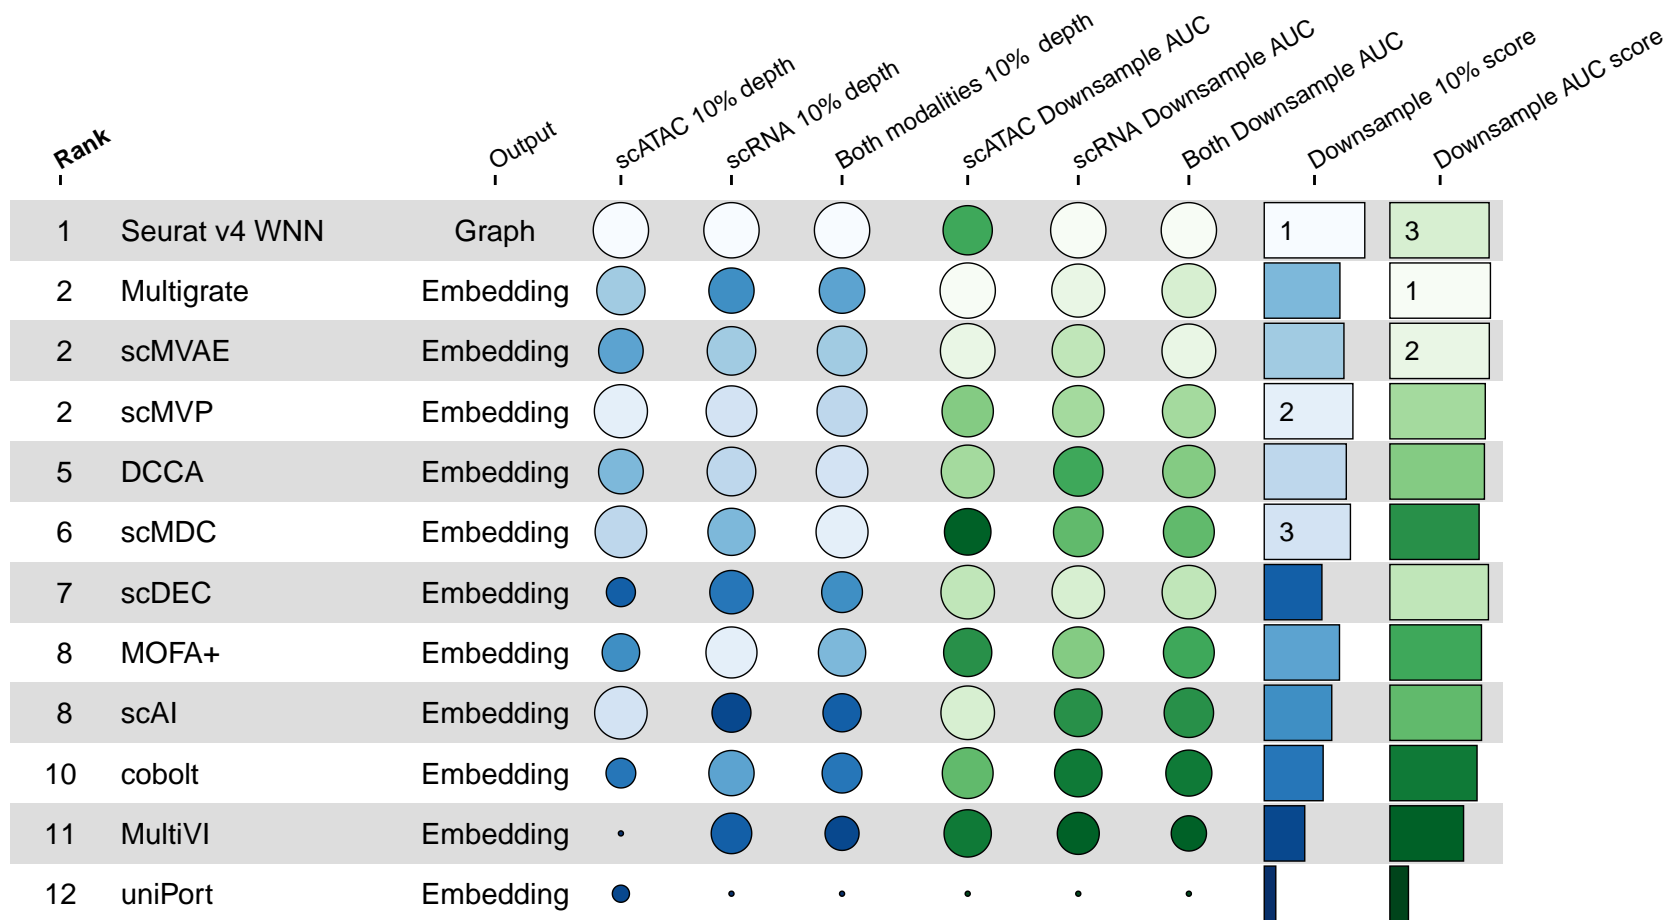 Rank
Output
scATAC 10% depth
scRNA 10% depth
Both modalities 10%  depth
scATAC Downsample AUC
scRNA Downsample AUC
Both Downsample AUC
Downsample 10% score
Downsample AUC score
1 Seurat v4 WNN Graph 1 3
2 Multigrate Embedding 1
2 scMVAE Embedding 2
2 scMVP Embedding 2
5 DCCA Embedding
6 scMDC Embedding 3
7 scDEC Embedding
8 MOFA+ Embedding
8 scAI Embedding
10 cobolt Embedding
11 MultiVI Embedding
12 uniPort Embedding